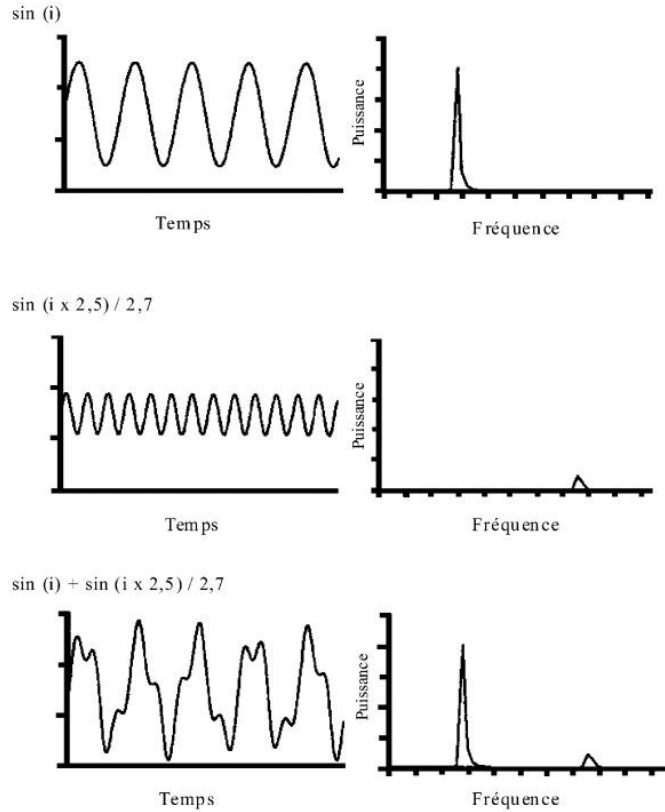 sin (i)
Puissance
Temps
Fréquence
sin (i x 2,5) / 2,7
Puissance
Temps
Fréquence
sin (i) + sin (i x 2,5) / 2,7
Puissance
Temps
Fréquence